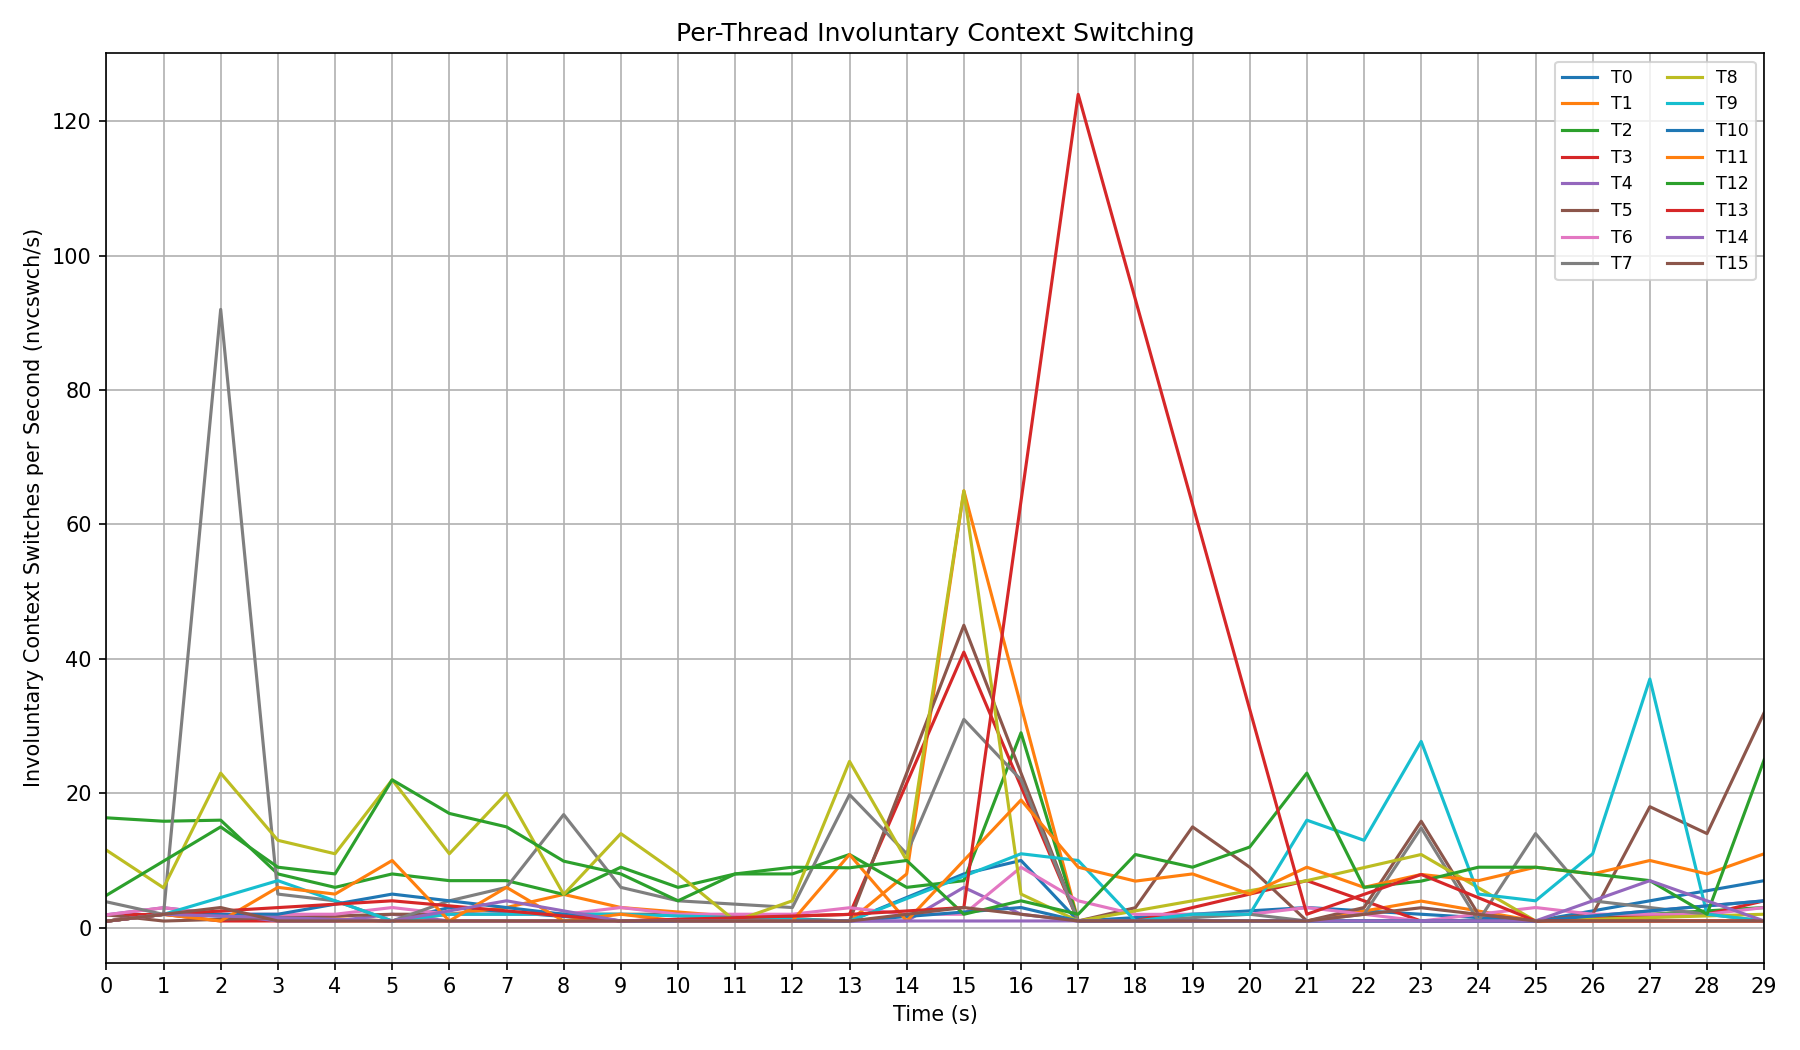 Per-Thread Involuntary Context Switching
Involuntary Context Switches per Second (nvcswch/s)
120
100
80
60
40
20
0
T0 T8
T1 T9
T2 T10
T3 T11
T4 T12
T5 T13
T6 T14
T7 T15
0 1 2 3 4 5 6 7 8 9 10 11 12 13 14 15 16 17 18 19 20 21 22 23 24 25 26 27 28 29
Time (s)